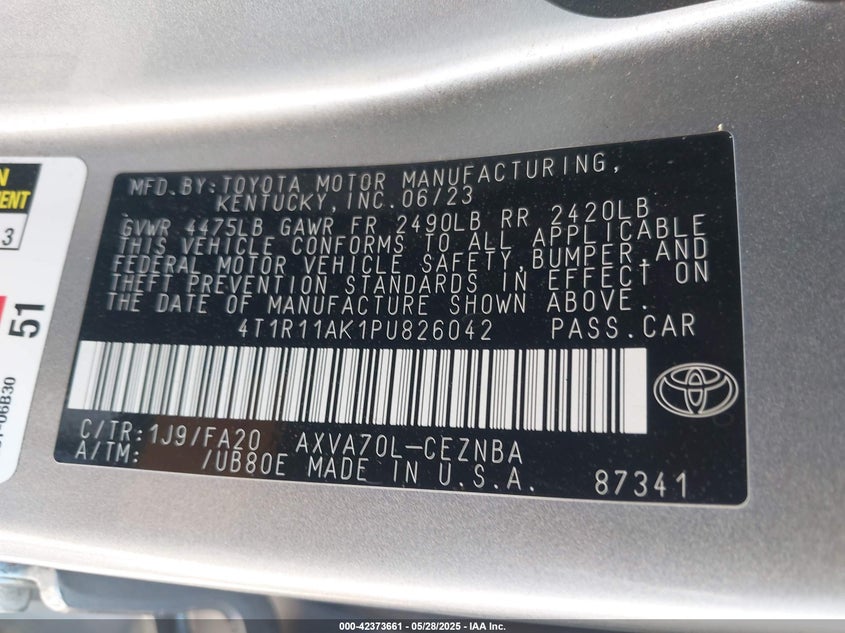 N
MENT
3
51
-06B30
MFD.BY:TOYOTA MOTOR MANUFACTURING,
KENTUCKY,INC.06/23
GVWR 4475LB GAWR FR 2490LB RR 2420LB
THIS VEHICLE CONFORMS TO ALL APPLICABLE
FEDERAL MOTOR VEHICLE SAFETY,BUMPER,AND
THEFT PREVENTION STANDARDS IN EFFECT ON
THE DATE OF MANUFACTURE SHOWN ABOVE.
4T1R11AK1PU826042 PASS.CAR
C/TR:1J9/FA20 AXVA70L-CEZNBA
A/TM: /UB80E MADE IN U.S.A. 87341
000-42373661 — 05/28/2025 — IAA Inc.